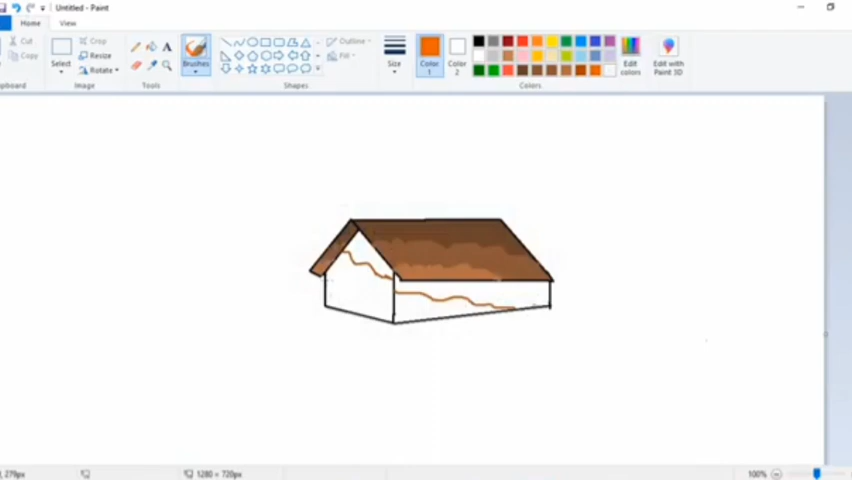 Untitled - Paint
Home View
Cut
Copy
Select
Crop
Resize
Rotate
A
Brushes
Outline
Fill
Size
Color 1
Color 2
Edit colors
Edit with Paint 3D
Image
Tools
Shapes
Colors
1280 × 720px
100%